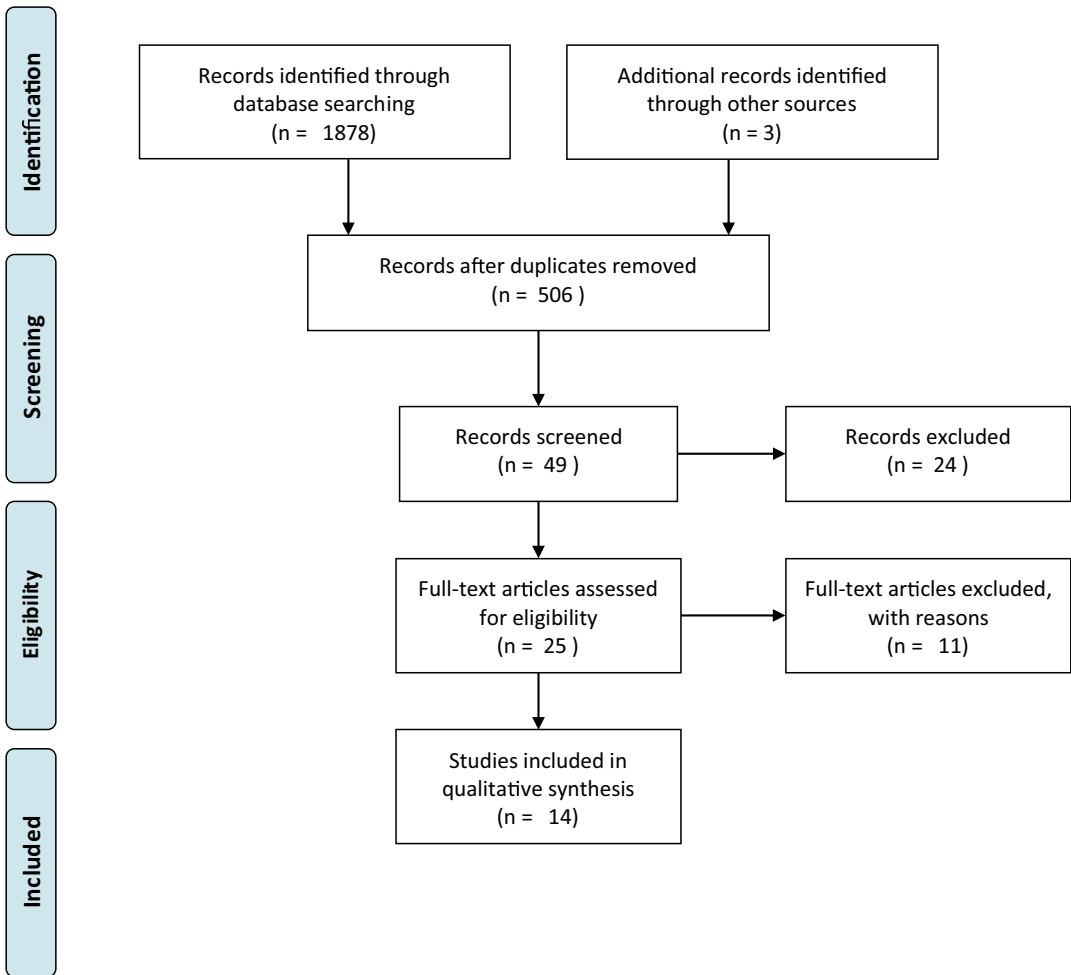 Identification
Records identified through
database searching
(n = 1878)
Additional records identified
through other sources
(n = 3)
Screening
Records after duplicates removed
(n = 506 )
Records screened
(n = 49 )
Records excluded
(n = 24 )
Eligibility
Full-text articles assessed
for eligibility
(n = 25 )
Full-text articles excluded,
with reasons
(n = 11)
Included
Studies included in
qualitative synthesis
(n = 14)